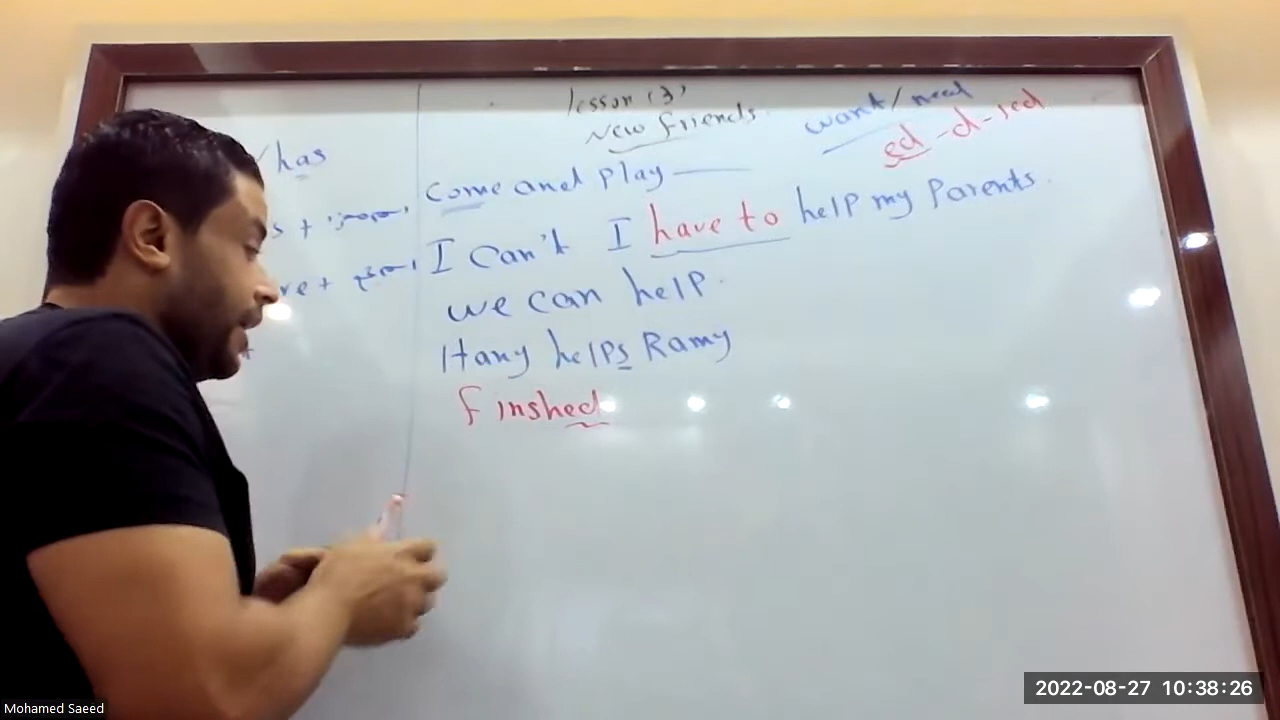 lesson (3)
New friends
want / need
ed - d - ied
/ has
s +
Come and Play
I Can't I have to help my Parents.
ve +
we can help.
Hany helps Ramy
finshed
Mohamed Saeed
2022-08-27 10:38:26